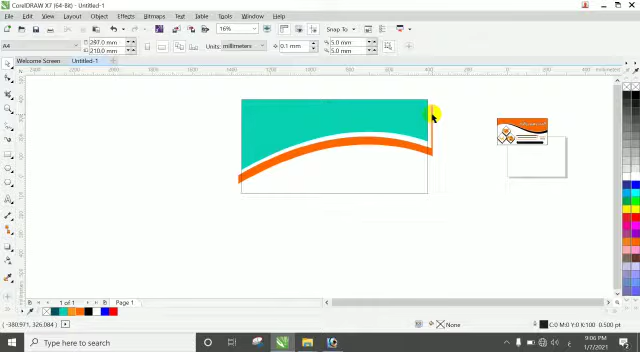 CorelDRAW X7 (64-Bit) - Untitled-1
File Edit View Layout Object Effects Bitmaps Text Table Tools Window Help
16% Snap To
A4 297.0 mm 210.0 mm Units: millimeters 0.1 mm 5.0 mm 5.0 mm
Welcome Screen Untitled-1
millimeters
1 of 1 Page 1
(-380.971, 326.084) None C:0 M:0 Y:0 K:100 0.500 pt
Type here to search
9:06 PM
1/7/2021